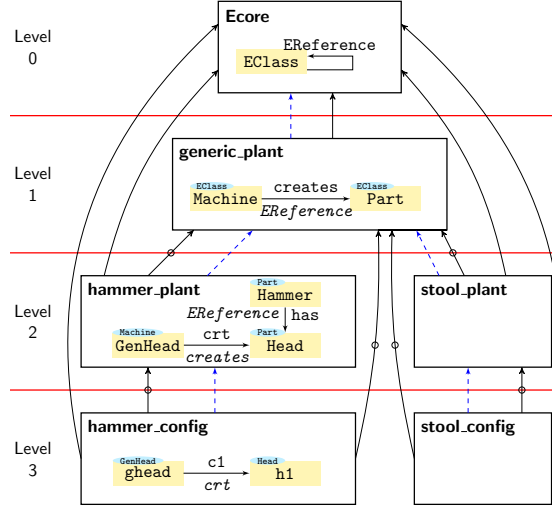 Level
0
Ecore
EReference
EClass
Level
1
generic_plant
EClass
Machine
creates
EReference
EClass
Part
Level
2
hammer_plant
Part
Hammer
EReference
has
Machine
GenHead
crt
creates
Part
Head
stool_plant
Level
3
hammer_config
GenHead
ghead
c1
crt
Head
h1
stool_config